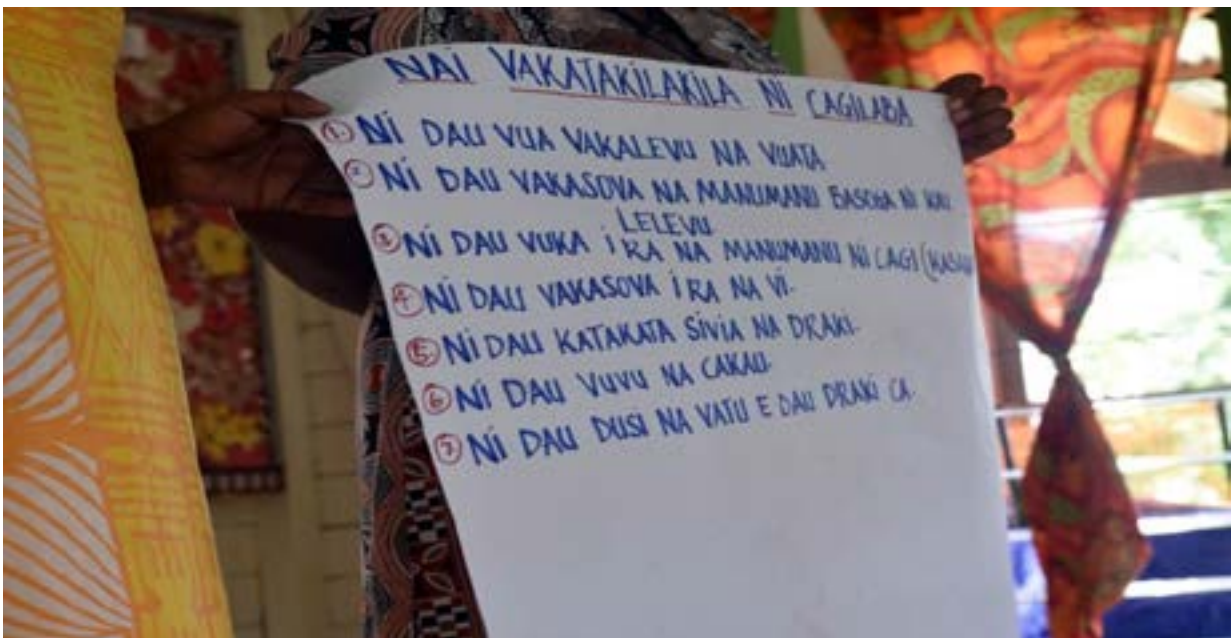 NAI VAKATAKILAKILA NI CAGILABA
1. NI DAU VUA VAKALEVU NA VUATA
2. NI DAU VAKASOVA NA MANUMANU NI KAU
LELEVU
3. NI DAU VUKA I RA NA MANUMANU NI CAGI (KASAQA
4. NI DAU VAKASOVA I RA NA VI.
5. NI DAU KATAKATA SIVIA NA DRAKI.
6. NI DAU VUVU NA CAKAU.
7. NI DAU DUSI NA VATU E DAU DRAKI CA.